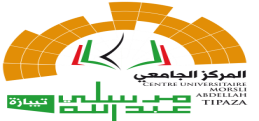 المركز الجامعي
CENTRE UNIVERSITAIRE
MORSLI
ABDELLAH
TIPAZA
مرسلي
عبد الله
تيبازة